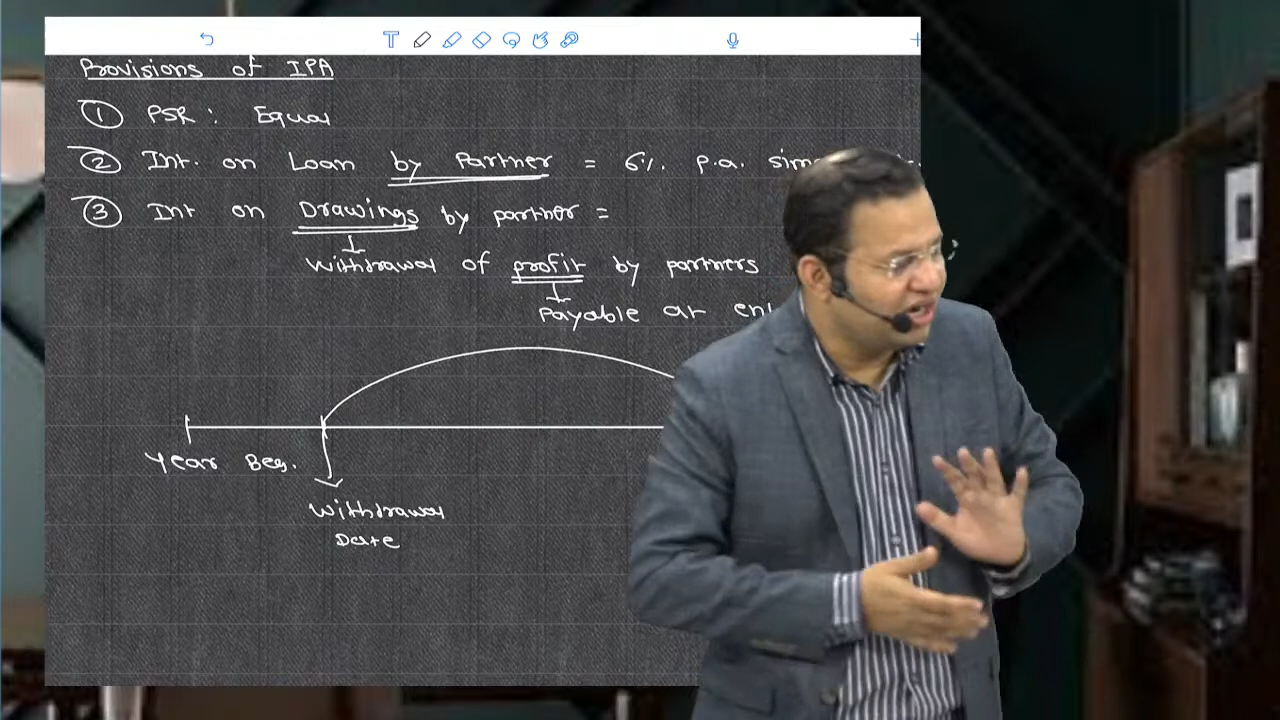 Provisions of IPA
① PSR: Equal
② Int. on Loan by Partner = 6%. p.a.
③ Int on Drawings by partner =
Withdrawal of profit by partners
Payable at
Year Beg.
Withdrawal
Date